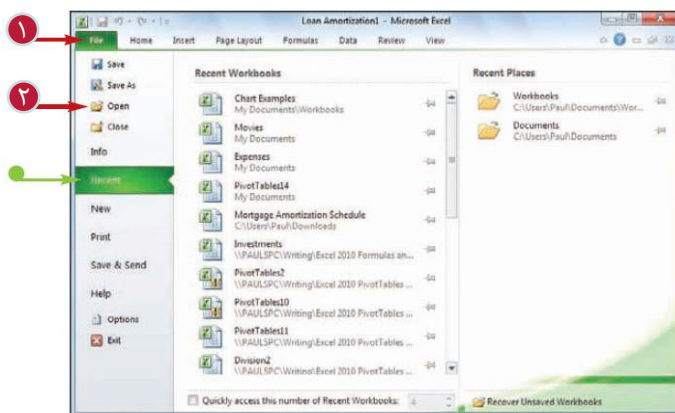 Loan Amortization1 - Microsoft Excel
File Home Insert Page Layout Formulas Data Review View
۱
۲
Save
Save As
Open
Close
Info
Recent
New
Print
Save & Send
Help
Options
Exit
Recent Workbooks
Chart Examples
My Documents\Workbooks
Movies
My Documents
Expenses
My Documents
PivotTables14
My Documents
Mortgage Amortization Schedule
C:\Users\Paul\Downloads
Investments
\\PAULSPC\Writing\Excel 2010 Formulas an...
PivotTables2
\\PAULSPC\Writing\Excel 2010 PivotTables ...
PivotTables10
\\PAULSPC\Writing\Excel 2010 PivotTables ...
PivotTables11
\\PAULSPC\Writing\Excel 2010 PivotTables ...
Division2
\\PAULSPC\Writing\Excel 2010 PivotTables ...
Quickly access this number of Recent Workbooks: 4
Recent Places
Workbooks
C:\Users\Paul\Documents\Wor...
Documents
C:\Users\Paul\Documents
Recover Unsaved Workbooks